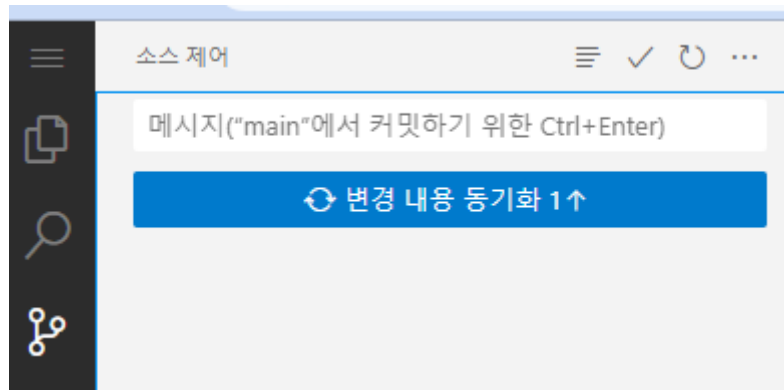 소스 제어
메시지("main"에서 커밋하기 위한 Ctrl+Enter)
변경 내용 동기화 1↑